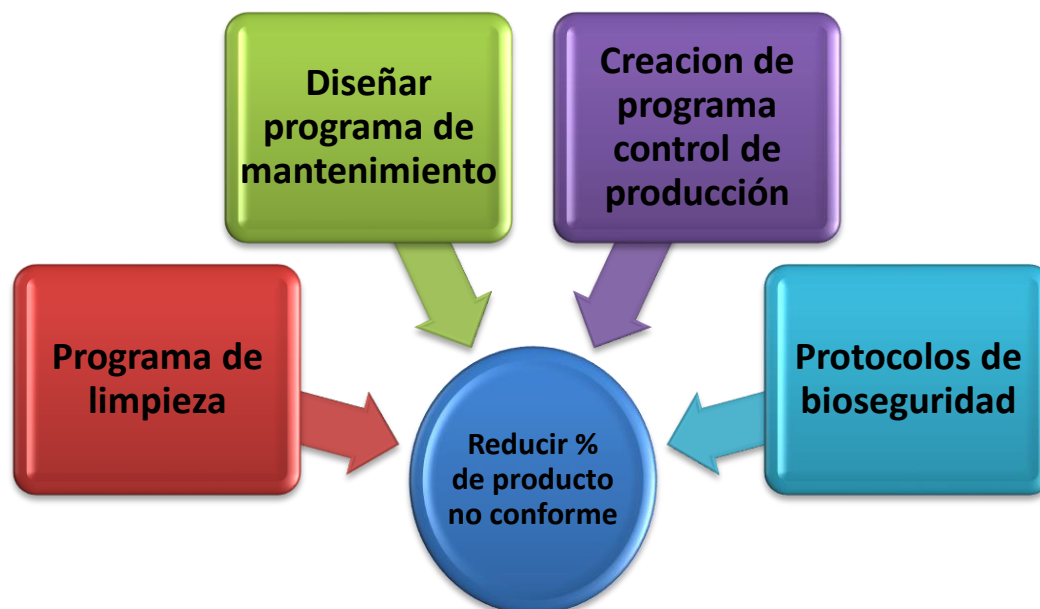 Diseñar
programa de
mantenimiento
Creacion de
programa
control de
producción
Programa de
limpieza
Protocolos de
bioseguridad
Reducir %
de producto
no conforme